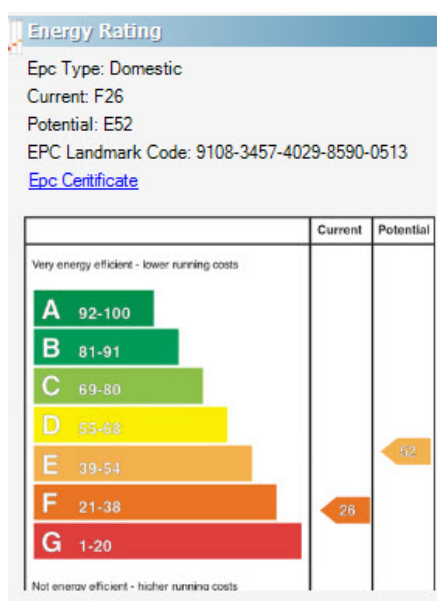 Energy Rating
Epc Type: Domestic
Current: F26
Potential: E52
EPC Landmark Code: 9108-3457-4029-8590-0513
Epc Ceritificate
Current Potential
Very energy efficient - lower running costs
A 92-100
B 81-91
C 69-80
D 55-68
E 39-54
52
F 21-38
26
G 1-20
Not energy efficient - higher running costs